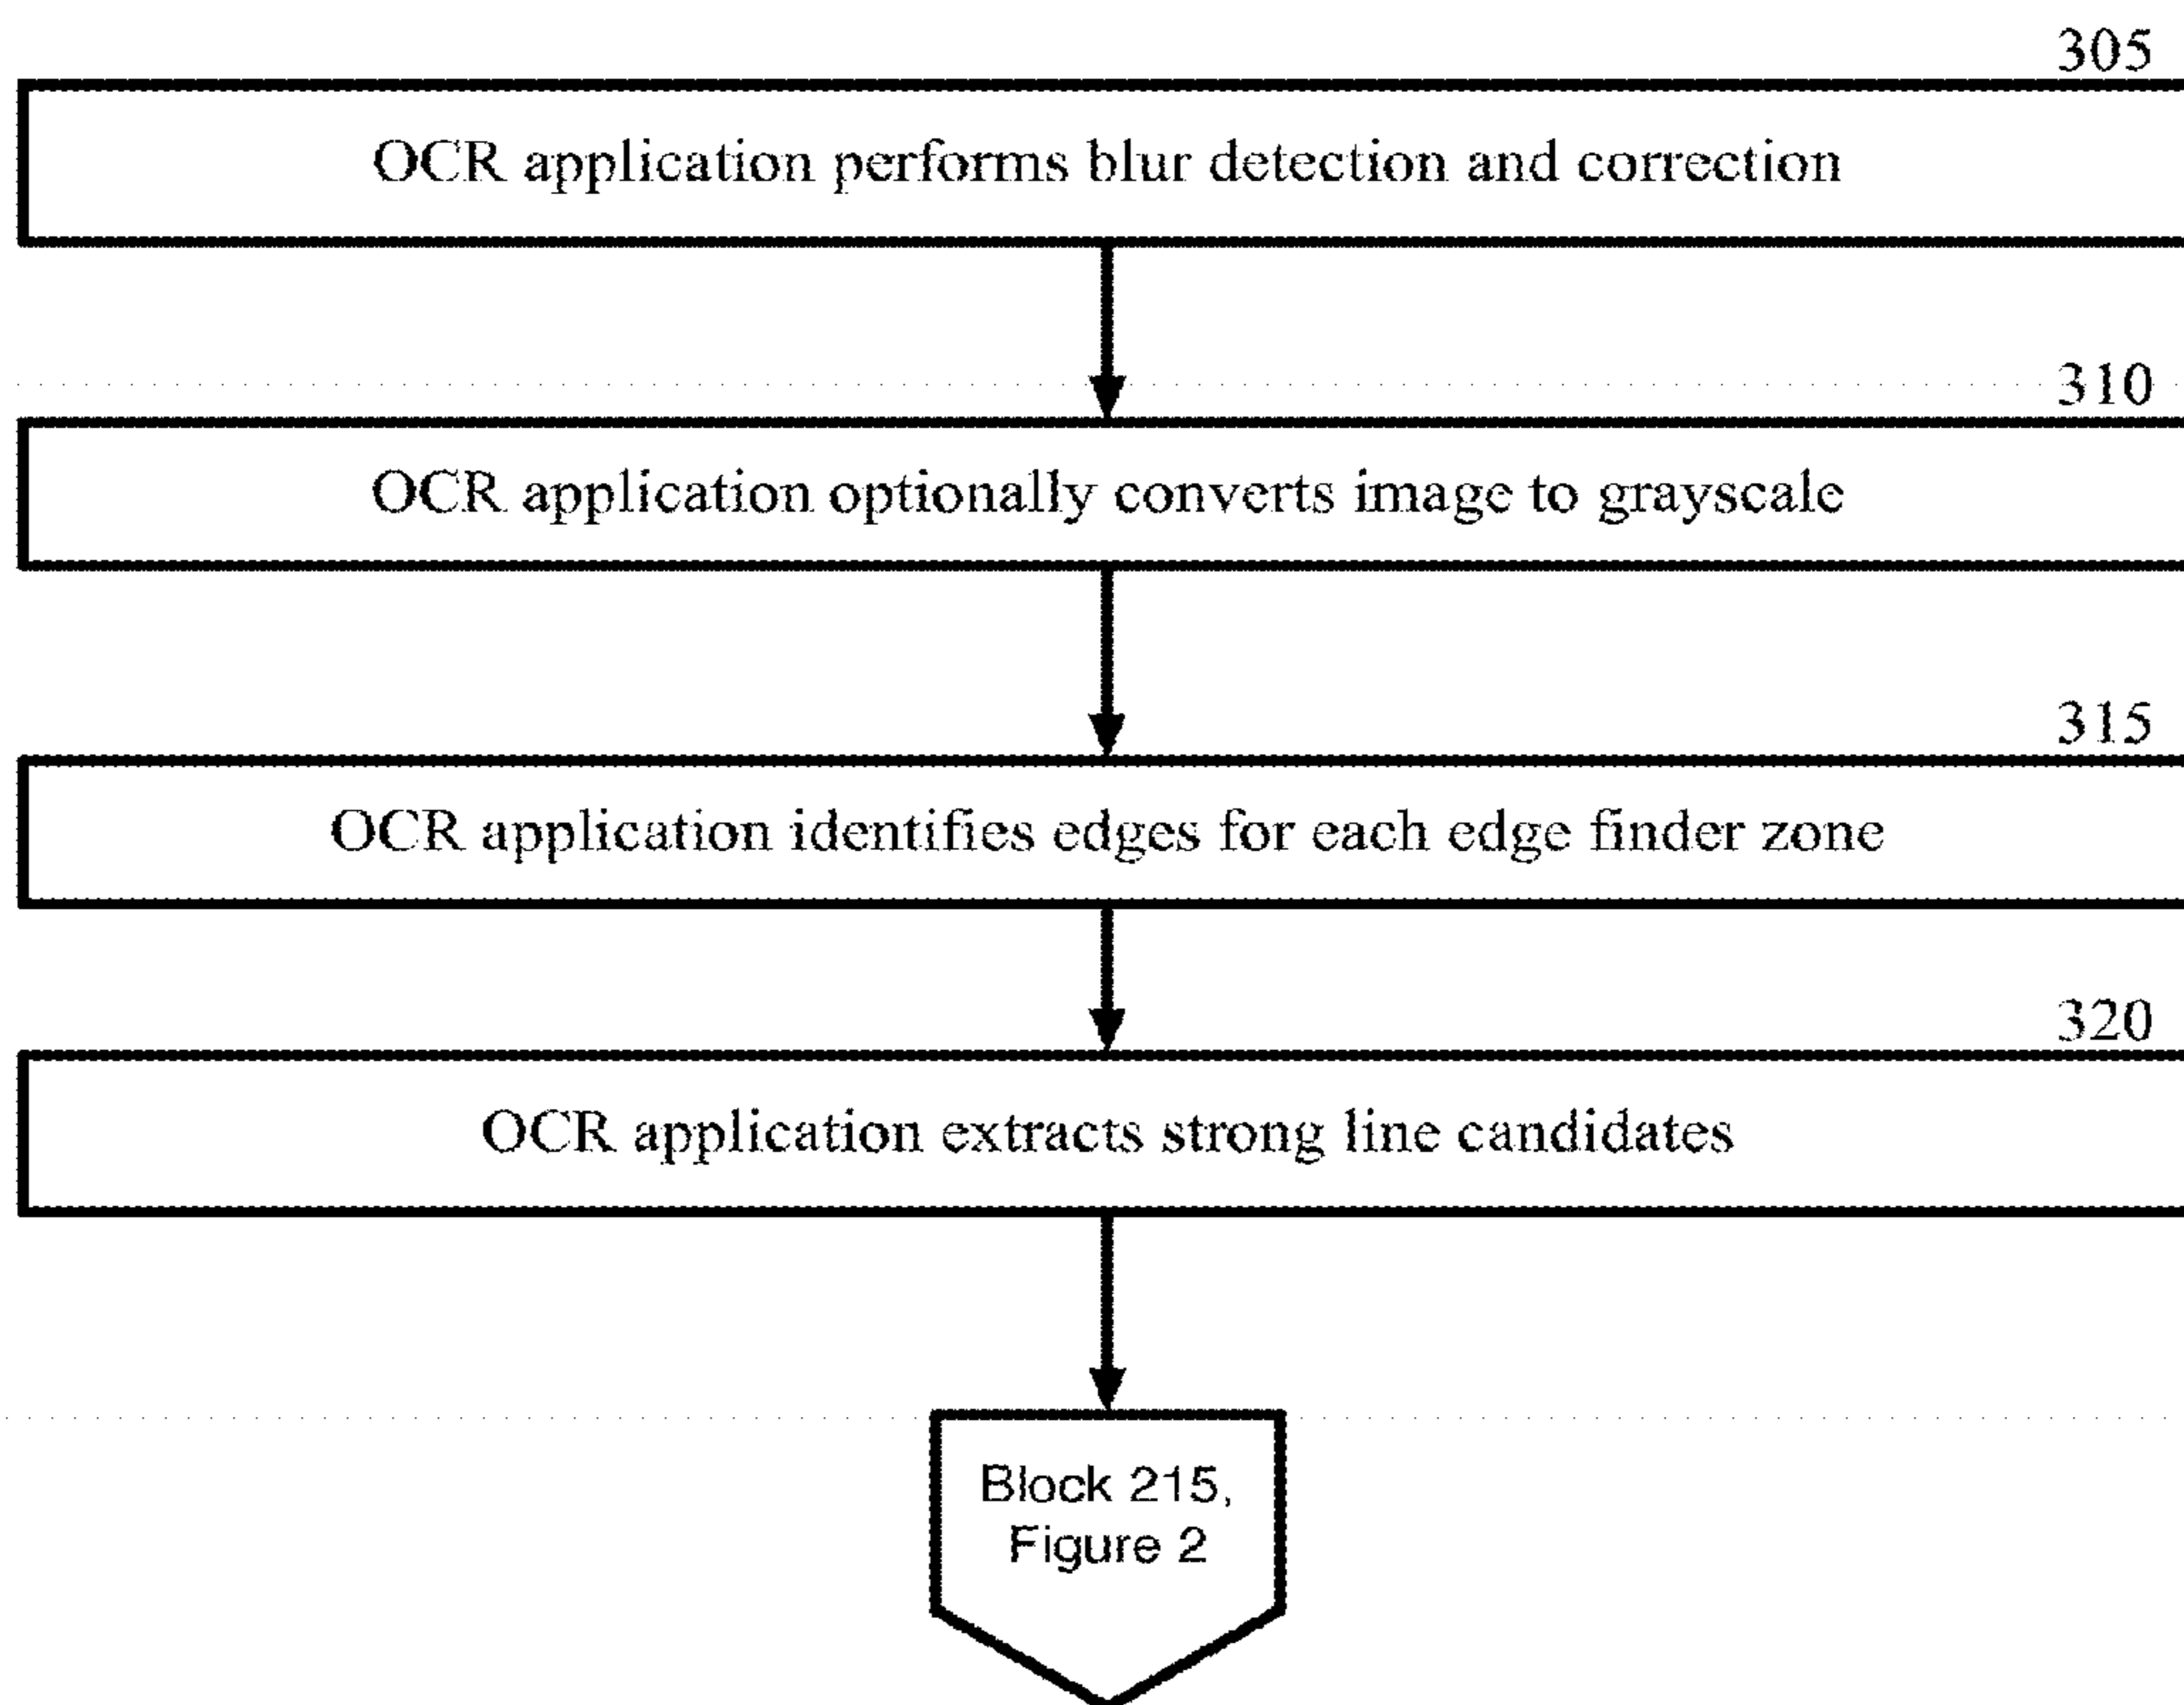 305
OCR application performs blur detection and correction
310
OCR application optionally converts image to grayscale
315
OCR application identifies edges for each edge finder zone
320
OCR application extracts strong line candidates
Block 215,
Figure 2